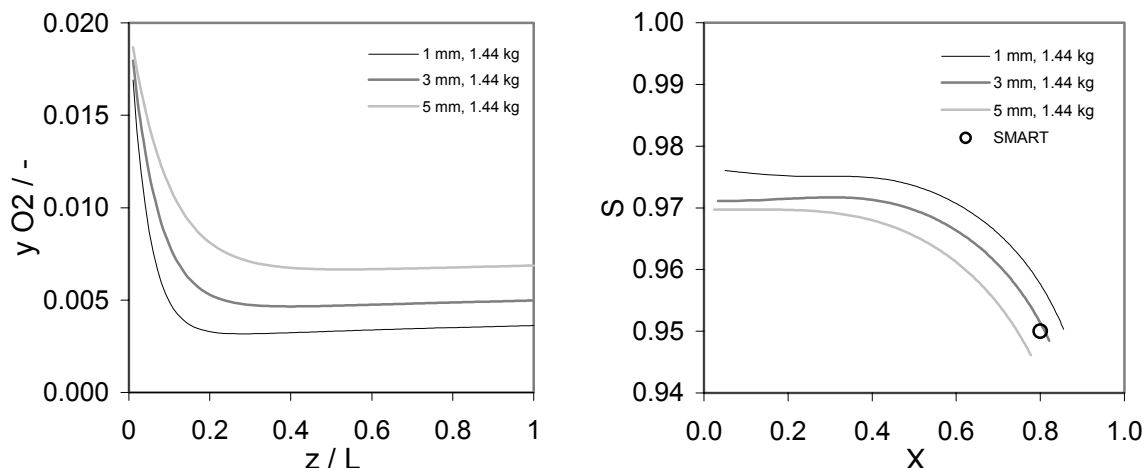 0.020
0.015
0.010
0.005
0.000
y O2 / -
0
0.2
0.4
0.6
0.8
1
z / L
1 mm, 1.44 kg
3 mm, 1.44 kg
5 mm, 1.44 kg
1.00
0.99
0.98
0.97
0.96
0.95
0.94
S
0.0
0.2
0.4
0.6
0.8
1.0
X
1 mm, 1.44 kg
3 mm, 1.44 kg
5 mm, 1.44 kg
SMART